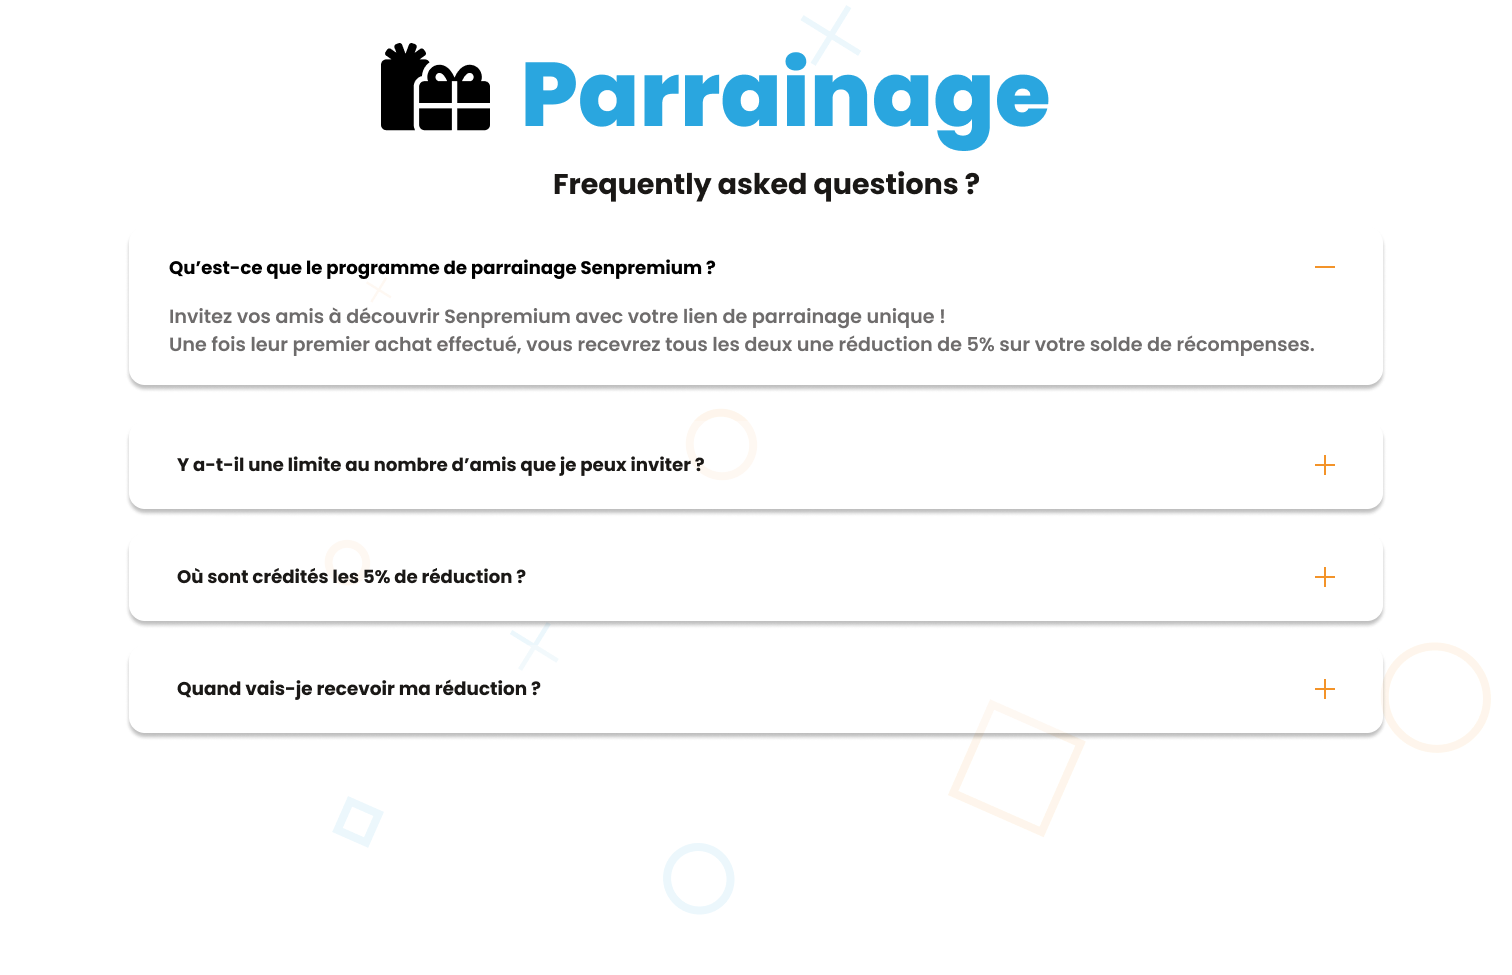 Parrainage
Frequently asked questions ?
Qu’est-ce que le programme de parrainage Senpremium ?
Invitez vos amis à découvrir Senpremium avec votre lien de parrainage unique !
Une fois leur premier achat effectué, vous recevrez tous les deux une réduction de 5% sur votre solde de récompenses.
Y a-t-il une limite au nombre d’amis que je peux inviter ?
Où sont crédités les 5% de réduction ?
Quand vais-je recevoir ma réduction ?